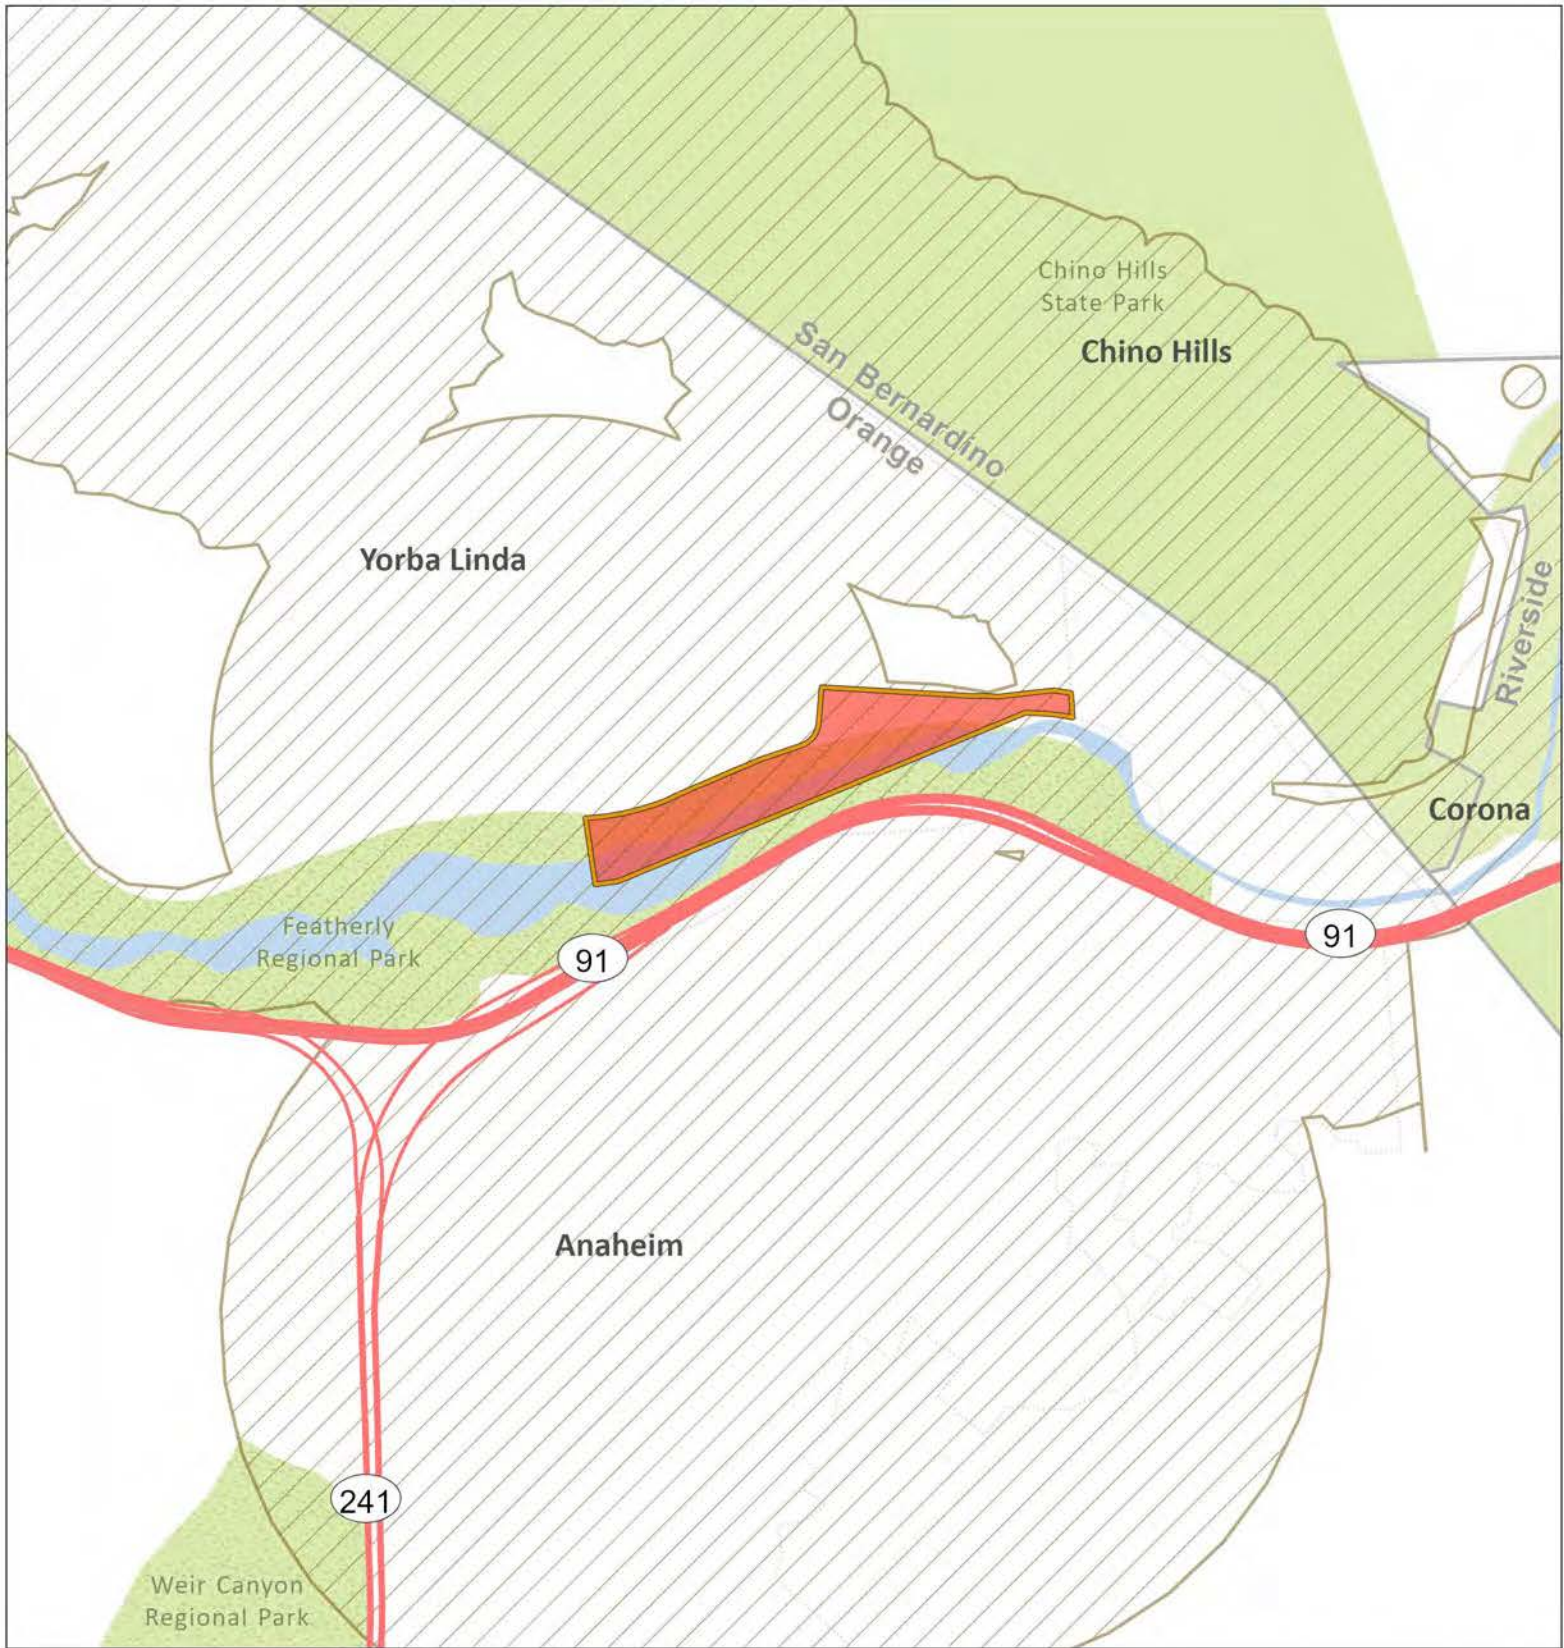 Chino Hills
State Park
Chino Hills
San Bernardino
Orange
Yorba Linda
Riverside
Corona
Featherly
Regional Park
91
91
Anaheim
241
Weir Canyon
Regional Park